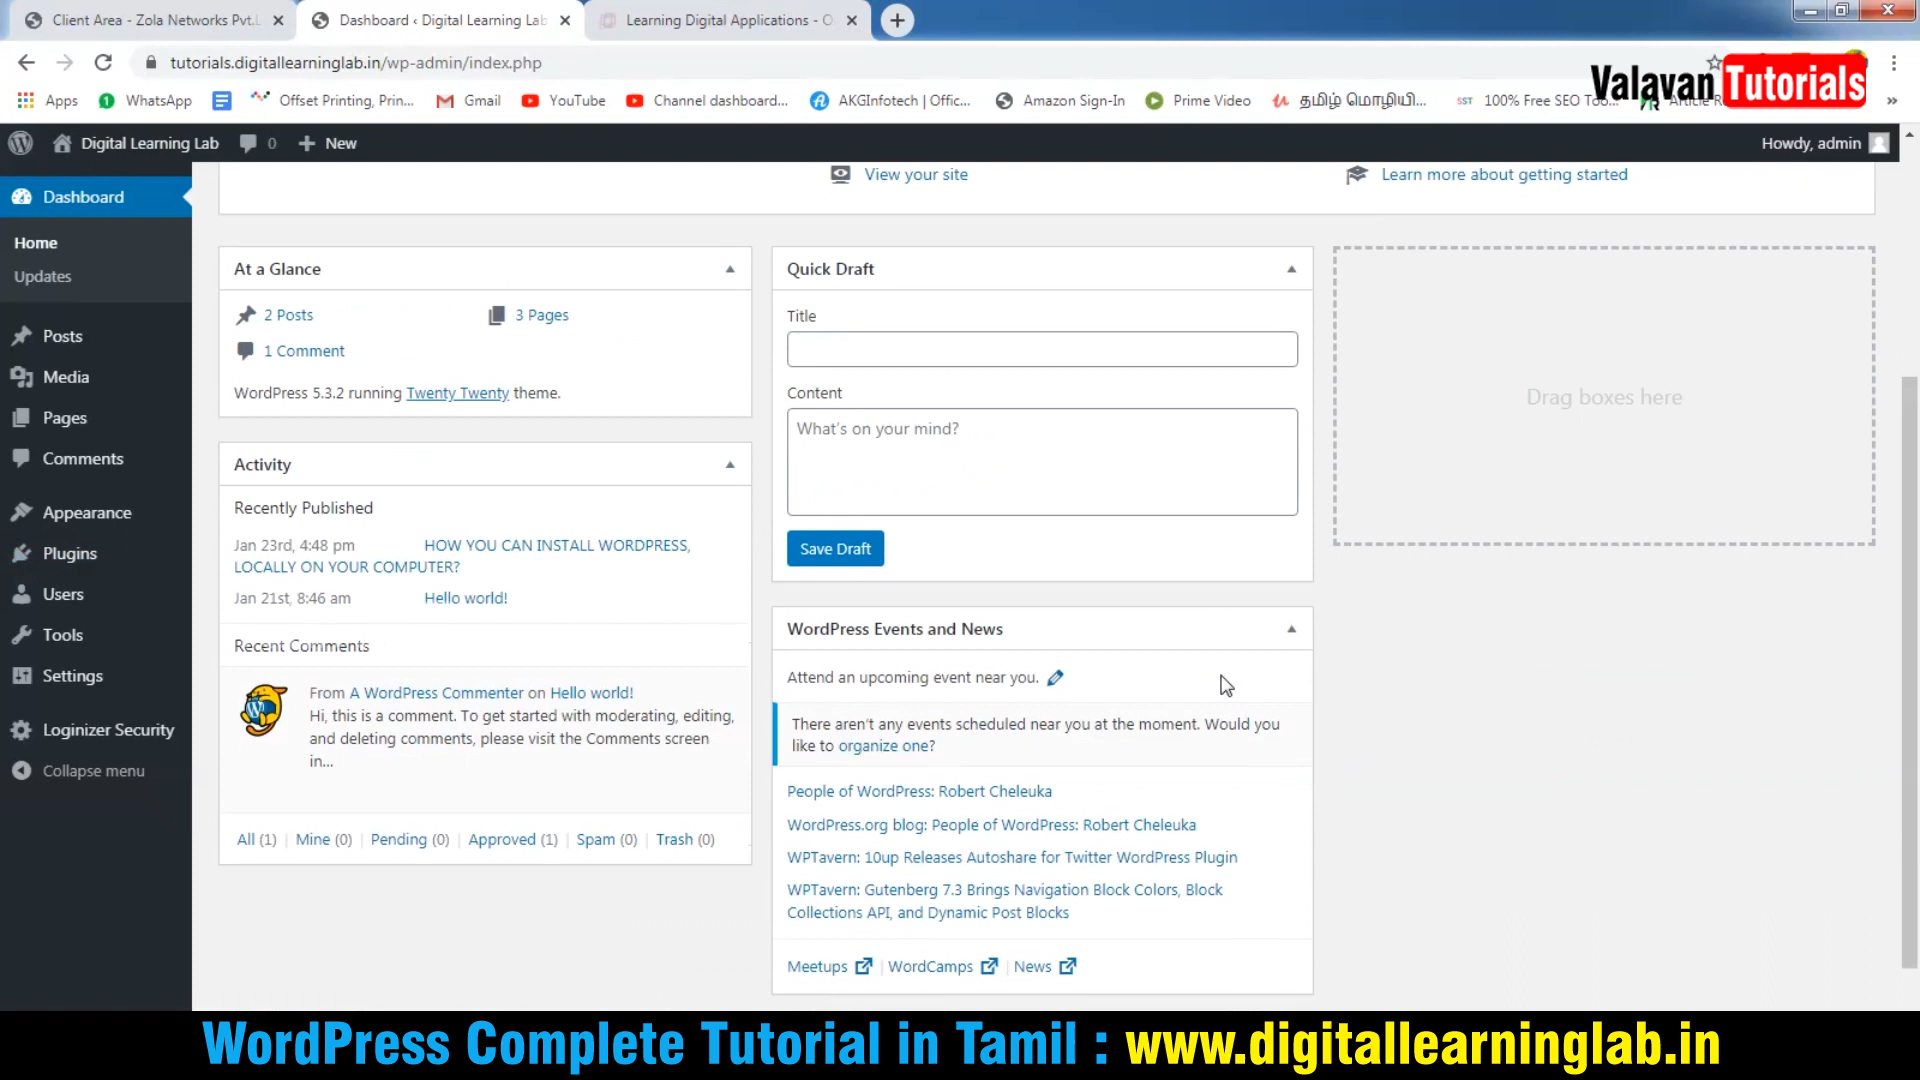 Client Area - Zola Networks Pvt.L
Dashboard ‹ Digital Learning Lab
Learning Digital Applications - O
tutorials.digitallearninglab.in/wp-admin/index.php
Valavan Tutorials
Apps
WhatsApp
Offset Printing, Prin...
Gmail
YouTube
Channel dashboard...
AKGInfotech | Offic...
Amazon Sign-In
Prime Video
தமிழ் மொழியி...
SST 100% Free SEO Too...
»
Digital Learning Lab
0
+ New
Howdy, admin
Dashboard
Home
Updates
Posts
Media
Pages
Comments
Appearance
Plugins
Users
Tools
Settings
Loginizer Security
Collapse menu
View your site
Learn more about getting started
At a Glance
2 Posts
3 Pages
1 Comment
WordPress 5.3.2 running Twenty Twenty theme.
Activity
Recently Published
Jan 23rd, 4:48 pm HOW YOU CAN INSTALL WORDPRESS,
LOCALLY ON YOUR COMPUTER?
Jan 21st, 8:46 am Hello world!
Recent Comments
From A WordPress Commenter on Hello world!
Hi, this is a comment. To get started with moderating, editing,
and deleting comments, please visit the Comments screen
in...
All (1) | Mine (0) | Pending (0) | Approved (1) | Spam (0) | Trash (0)
Quick Draft
Title
Content
What's on your mind?
Save Draft
WordPress Events and News
Attend an upcoming event near you.
There aren't any events scheduled near you at the moment. Would you
like to organize one?
People of WordPress: Robert Cheleuka
WordPress.org blog: People of WordPress: Robert Cheleuka
WPTavern: 10up Releases Autoshare for Twitter WordPress Plugin
WPTavern: Gutenberg 7.3 Brings Navigation Block Colors, Block
Collections API, and Dynamic Post Blocks
Meetups | WordCamps | News
Drag boxes here
WordPress Complete Tutorial in Tamil : www.digitallearninglab.in